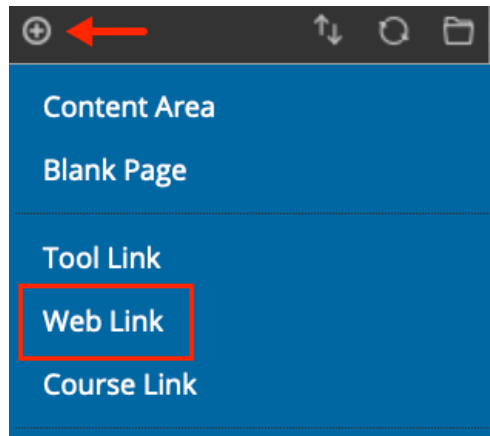 Content Area
Blank Page
Tool Link
Web Link
Course Link